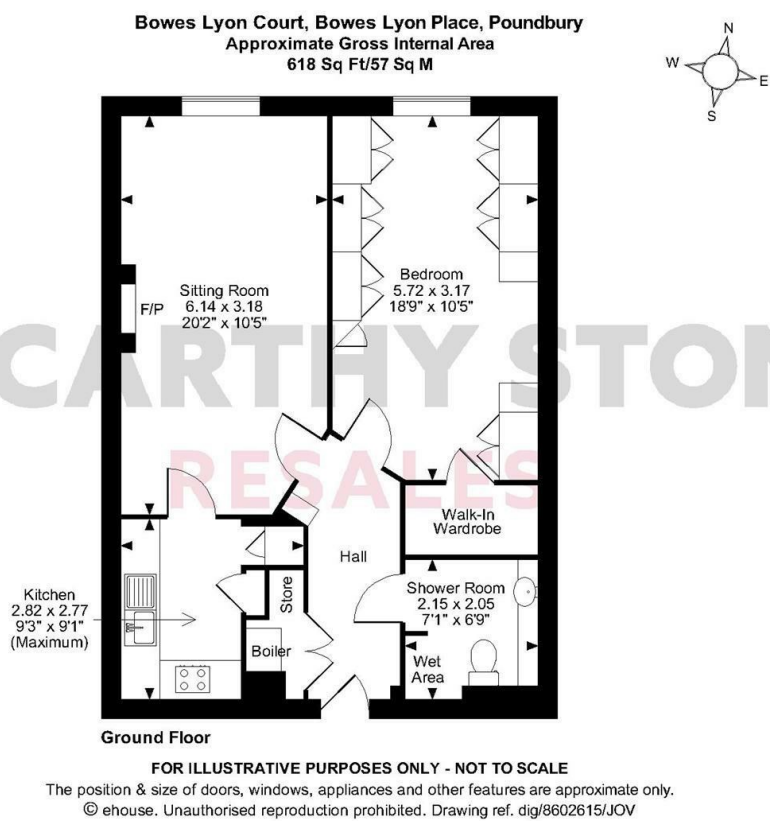 Bowes Lyon Court, Bowes Lyon Place, Poundbury
Approximate Gross Internal Area
618 Sq Ft/57 Sq M
N
W
E
S
Sitting Room
6.14 x 3.18
20'2" x 10'5"
F/P
Bedroom
5.72 x 3.17
18'9" x 10'5"
CARTHY STON
RESALES
Walk-In
Wardrobe
Hall
Kitchen
2.82 x 2.77
9'3" x 9'1"
(Maximum)
Store
Boiler
Shower Room
2.15 x 2.05
7'1" x 6'9"
Wet
Area
Ground Floor
FOR ILLUSTRATIVE PURPOSES ONLY - NOT TO SCALE
The position & size of doors, windows, appliances and other features are approximate only.
© ehouse. Unauthorised reproduction prohibited. Drawing ref. dig/8602615/JOV